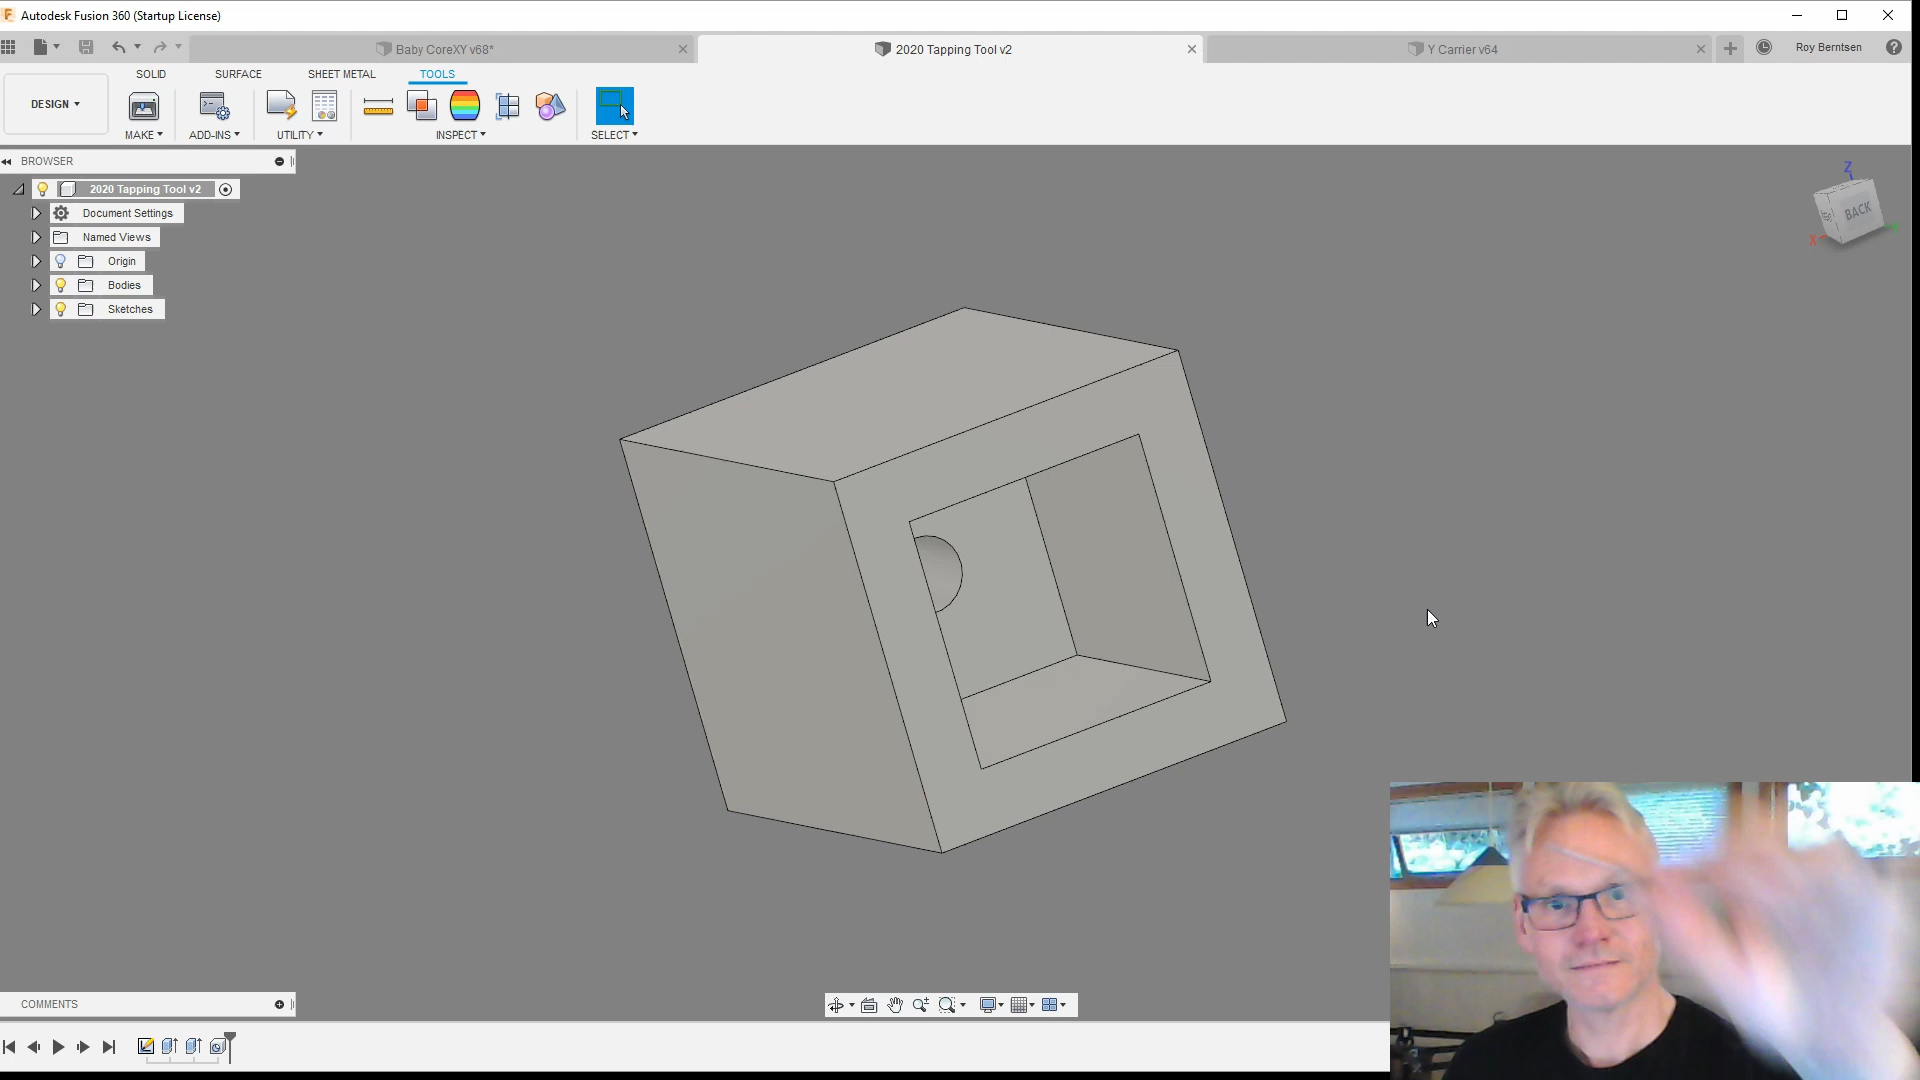 Autodesk Fusion 360 (Startup License)
Baby CoreXY v68*
2020 Tapping Tool v2
Y Carrier v64
Roy Berntsen
SOLID
SURFACE
SHEET METAL
TOOLS
DESIGN
MAKE
ADD-INS
UTILITY
INSPECT
SELECT
BROWSER
2020 Tapping Tool v2
Document Settings
Named Views
Origin
Bodies
Sketches
Z
BACK
X
COMMENTS